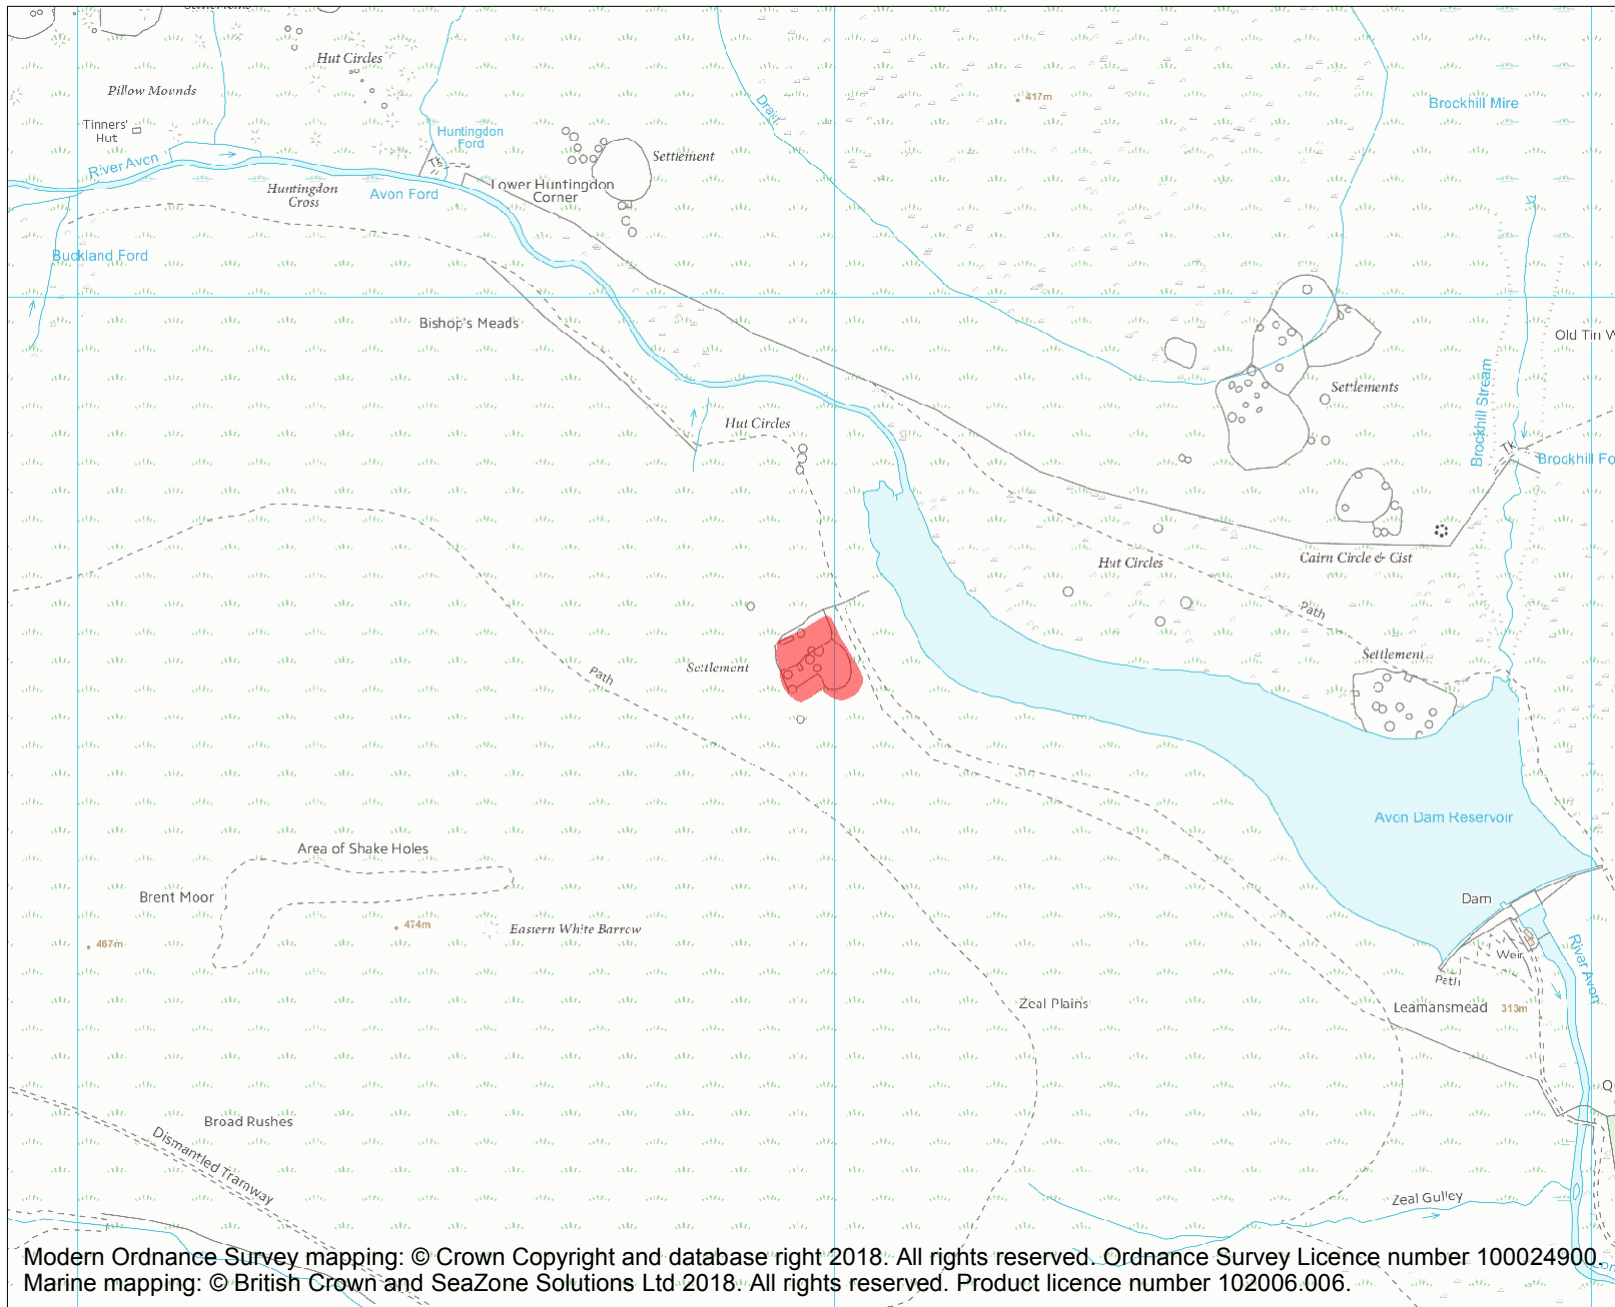 Hut Circles
Pillow Mounds
417m
Brockhill Mire
Drain
Tinners'
Hut
Huntingdon
Ford
River Avon
Settlement
Huntingdon
Cross
Avon Ford
Lower Huntingdon
Corner
Buckland Ford
Bishop's Meads
Old Tin W
Settlements
Brockhill Stream
Hut Circles
Tk
Brockhill Fo
Hut Circles
Cairn Circle & Cist
Path
Settlement
Settlement
Path
Avon Dam Reservoir
Area of Shake Holes
Brent Moor
Dam
474m
Eastern White Barrow
467m
Weir
River Avon
Path
Zeal Plains
Leamansmead
313m
Broad Rushes
Dismantled Tramway
Zeal Gulley
Modern Ordnance Survey mapping: © Crown Copyright and database right 2018. All rights reserved. Ordnance Survey Licence number 100024900.
Marine mapping: © British Crown and SeaZone Solutions Ltd 2018. All rights reserved. Product licence number 102006.006.